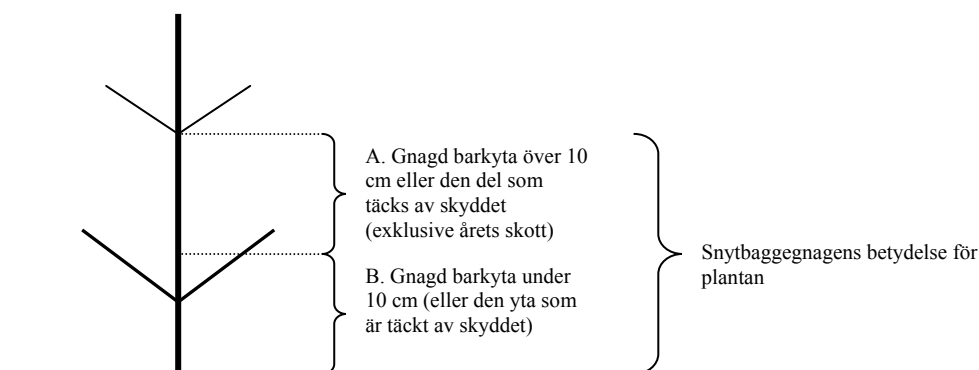 A. Gnagd barkyta över 10
cm eller den del som
täcks av skyddet
(exklusive årets skott)
B. Gnagd barkyta under
10 cm (eller den yta som
är täckt av skyddet)
Snytbaggegnagens betydelse för
plantan